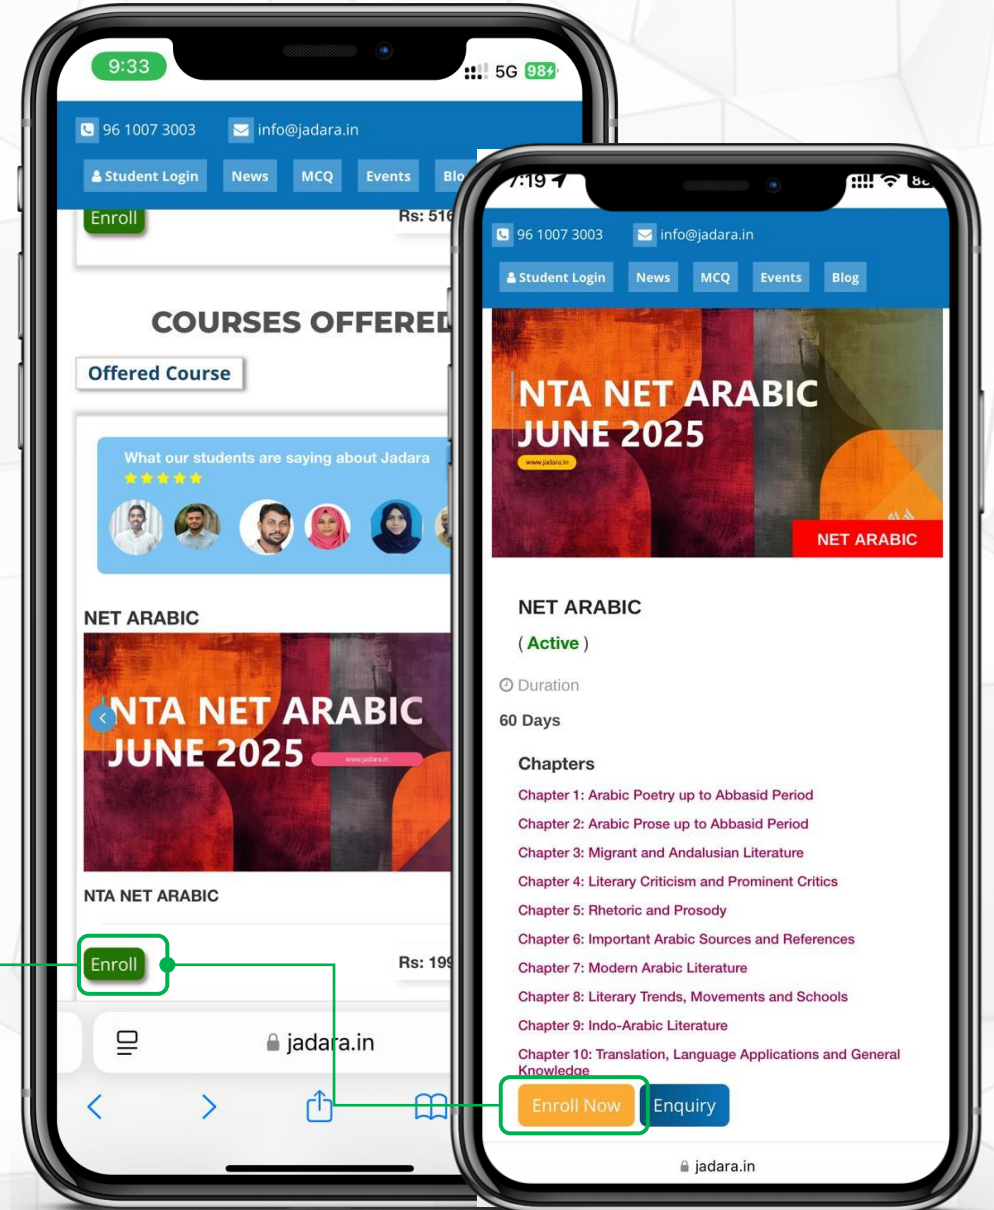 9:33
5G 98
96 1007 3003 info@jadara.in
Student Login News MCQ Events
Enroll
COURSES OFFERED
Offered Course
What our students are saying about Jadara
NET ARABIC
NTA NET ARABIC
JUNE 2025
www.jadara.in
NTA NET ARABIC
Enroll
jadara.in
7:19
96 1007 3003 info@jadara.in
Student Login News MCQ Events Blog
NTA NET ARABIC
JUNE 2025
www.jadara.in
NET ARABIC
NET ARABIC
( Active )
Duration
60 Days
Chapters
Chapter 1: Arabic Poetry up to Abbasid Period
Chapter 2: Arabic Prose up to Abbasid Period
Chapter 3: Migrant and Andalusian Literature
Chapter 4: Literary Criticism and Prominent Critics
Chapter 5: Rhetoric and Prosody
Chapter 6: Important Arabic Sources and References
Chapter 7: Modern Arabic Literature
Chapter 8: Literary Trends, Movements and Schools
Chapter 9: Indo-Arabic Literature
Chapter 10: Translation, Language Applications and General
Knowledge
Enroll Now Enquiry
jadara.in